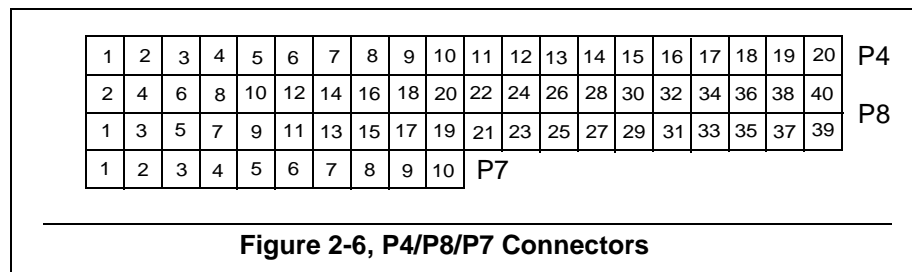 1 2 3 4 5 6 7 8 9 10 11 12 13 14 15 16 17 18 19 20 P4
2 4 6 8 10 12 14 16 18 20 22 24 26 28 30 32 34 36 38 40
P8
1 3 5 7 9 11 13 15 17 19 21 23 25 27 29 31 33 35 37 39
1 2 3 4 5 6 7 8 9 10 P7
Figure 2-6, P4/P8/P7 Connectors